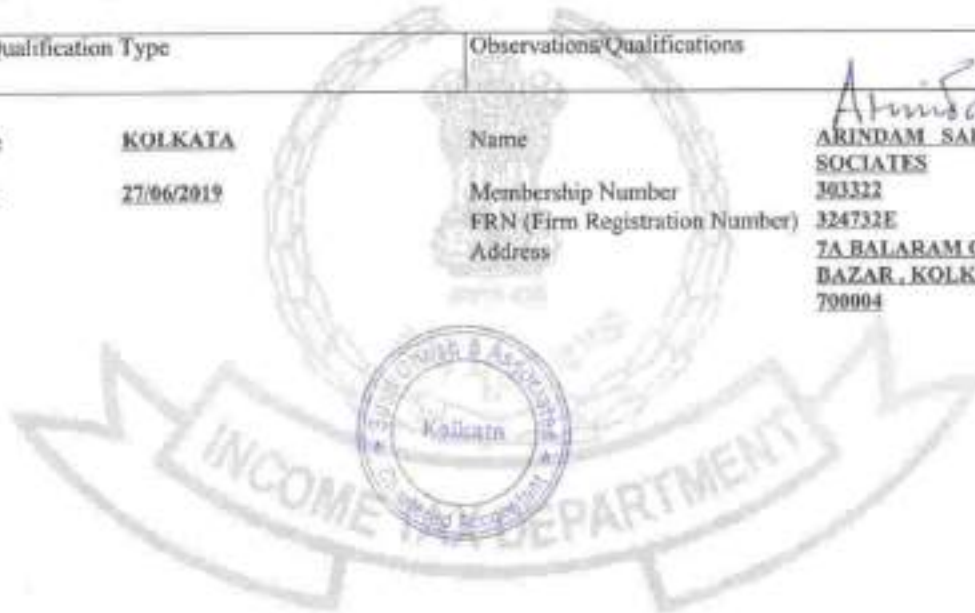 Qualification Type Observations/Qualifications
KOLKATA Name ARINDAM SA
SOCIATES
27/06/2019 Membership Number 303322
FRN (Firm Registration Number) 324732E
Address 7A BALARAM
BAZAR , KOLK
700004
Kolkata
INCOME TAX DEPARTMENT